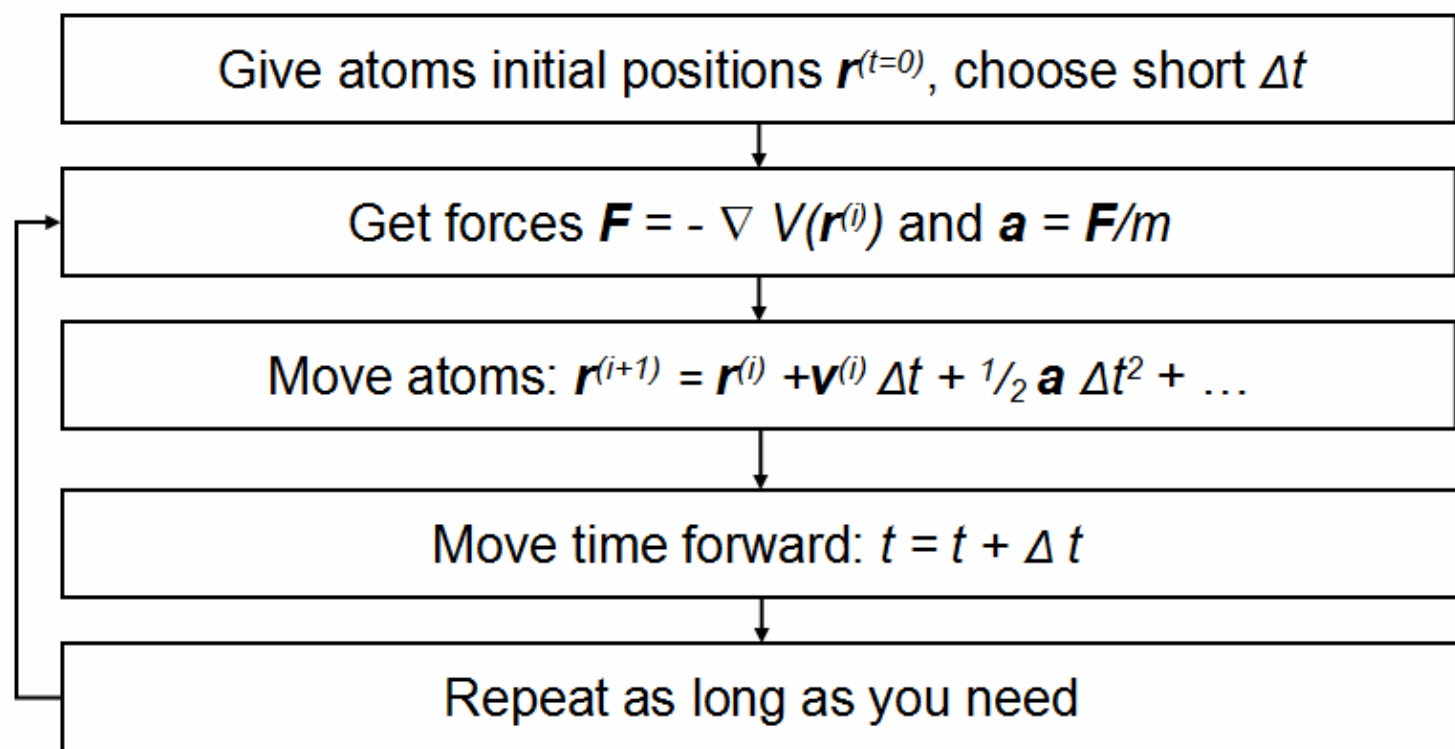 Give atoms initial positions r(t=0), choose short Δt
Get forces F = - ∇ V(r(i)) and a = F/m
Move atoms: r(i+1) = r(i) +v(i) Δt + 1/2 a Δt2 + …
Move time forward: t = t + Δ t
Repeat as long as you need